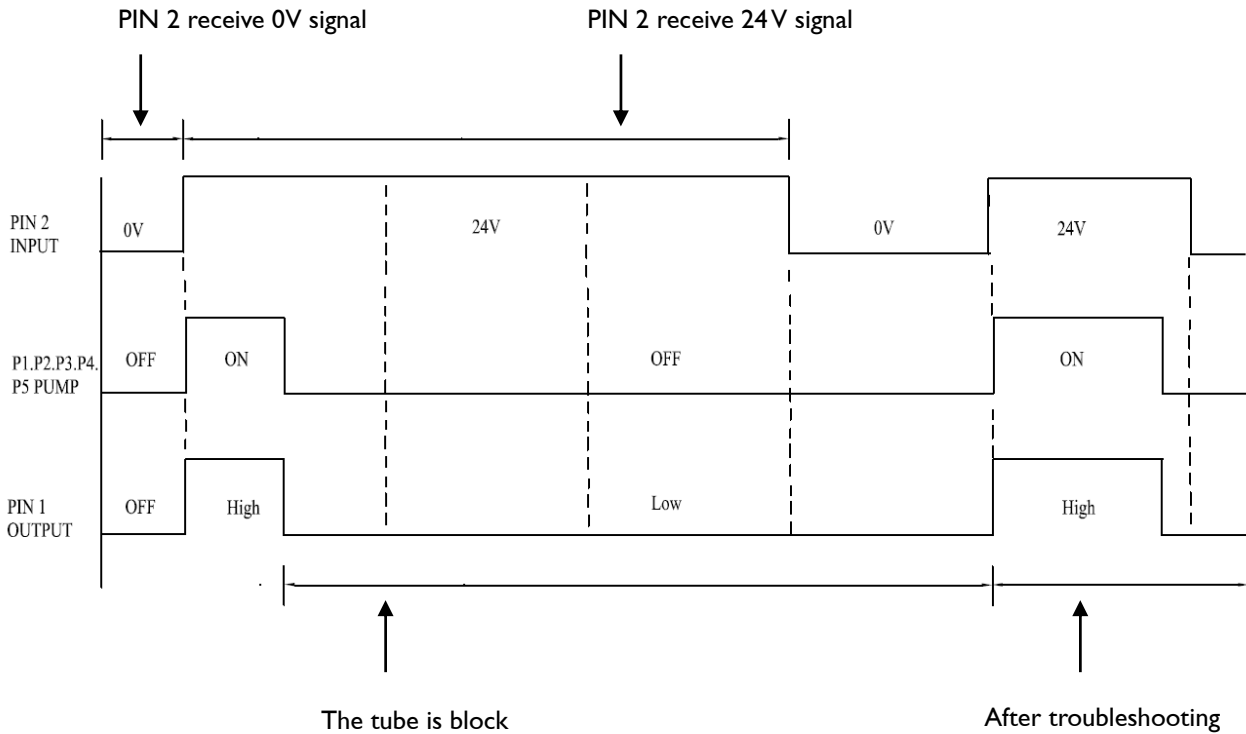 PIN 2 receive 0V signal
PIN 2 receive 24V signal
PIN 2
INPUT
0V
24V
0V
24V
P1.P2.P3.P4.
P5 PUMP
OFF
ON
OFF
ON
PIN 1
OUTPUT
OFF
High
Low
High
The tube is block
After troubleshooting